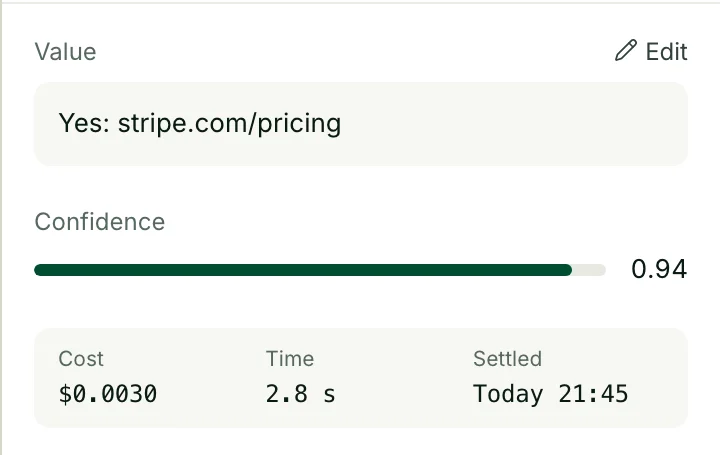 Value
Edit
Yes: stripe.com/pricing
Confidence
0.94
Cost Time Settled
$0.0030 2.8 s Today 21:45